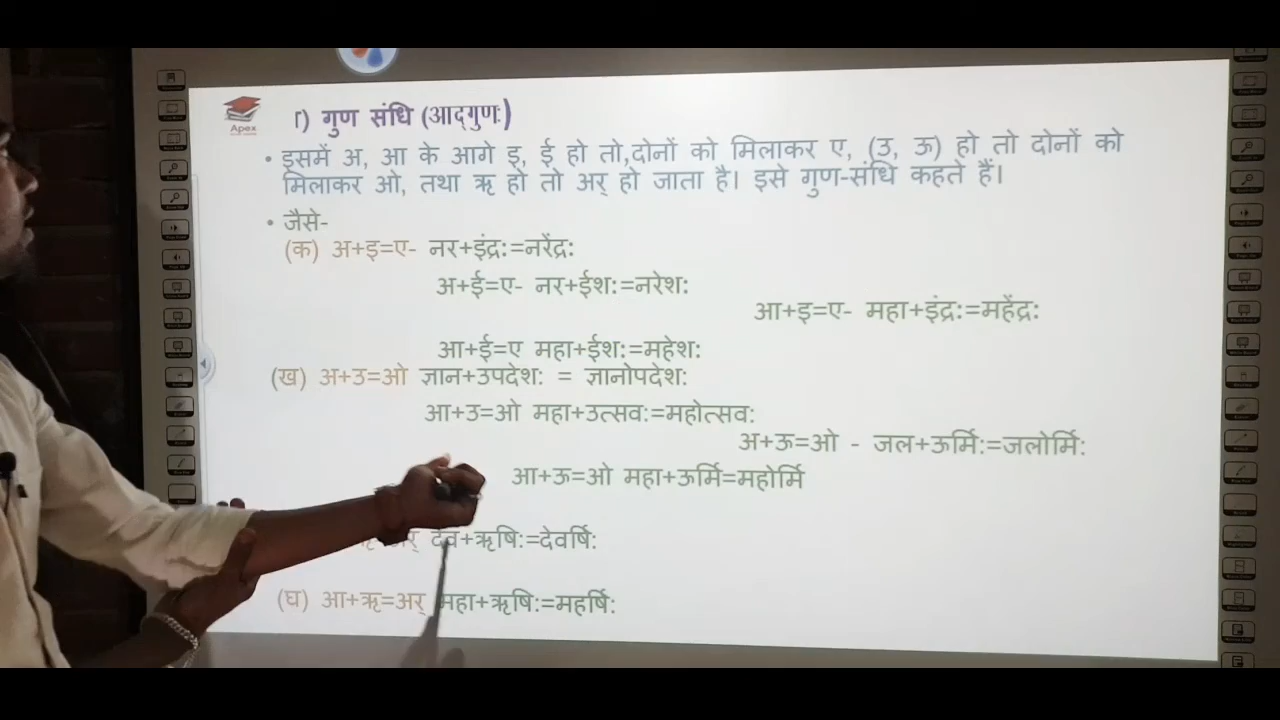 Apex
गुण संधि (आद्गुणः)
• इसमें अ, आ के आगे इ, ई हो तो,दोनों को मिलाकर ए, (उ, ऊ) हो तो दोनों को
मिलाकर ओ, तथा ऋ हो तो अर् हो जाता है। इसे गुण-संधि कहते हैं।
• जैसे-
(क) अ+इ=ए- नर+इंद्र:=नरेंद्र:
अ+ई=ए- नर+ईश:=नरेश:
आ+इ=ए- महा+इंद्र:=महेंद्र:
आ+ई=ए महा+ईश:=महेश:
(ख) अ+उ=ओ ज्ञान+उपदेश: = ज्ञानोपदेश:
आ+उ=ओ महा+उत्सव:=महोत्सव:
अ+ऊ=ओ - जल+ऊर्मि:=जलोर्मि:
आ+ऊ=ओ महा+ऊर्मि=महोर्मि
देव+ऋषि:=देवर्षि:
(घ) आ+ऋ=अर् महा+ऋषि:=महर्षि: